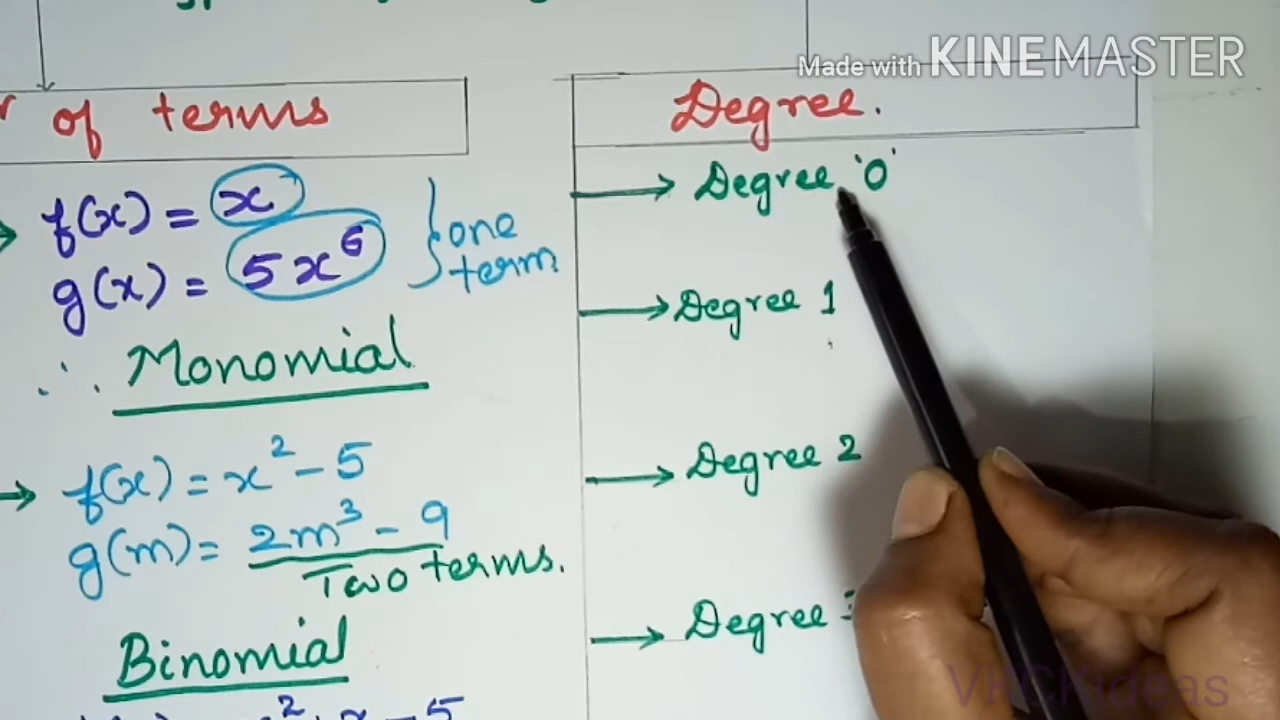 Made with KINEMASTER
of terms
f(x) = x
g(x) = 5x⁶
} one term
∴ Monomial
f(x) = x² - 5
g(m) = 2m³ - 9
Two terms.
Binomial
Degree.
Degree '0'
Degree 1
Degree 2
Degree